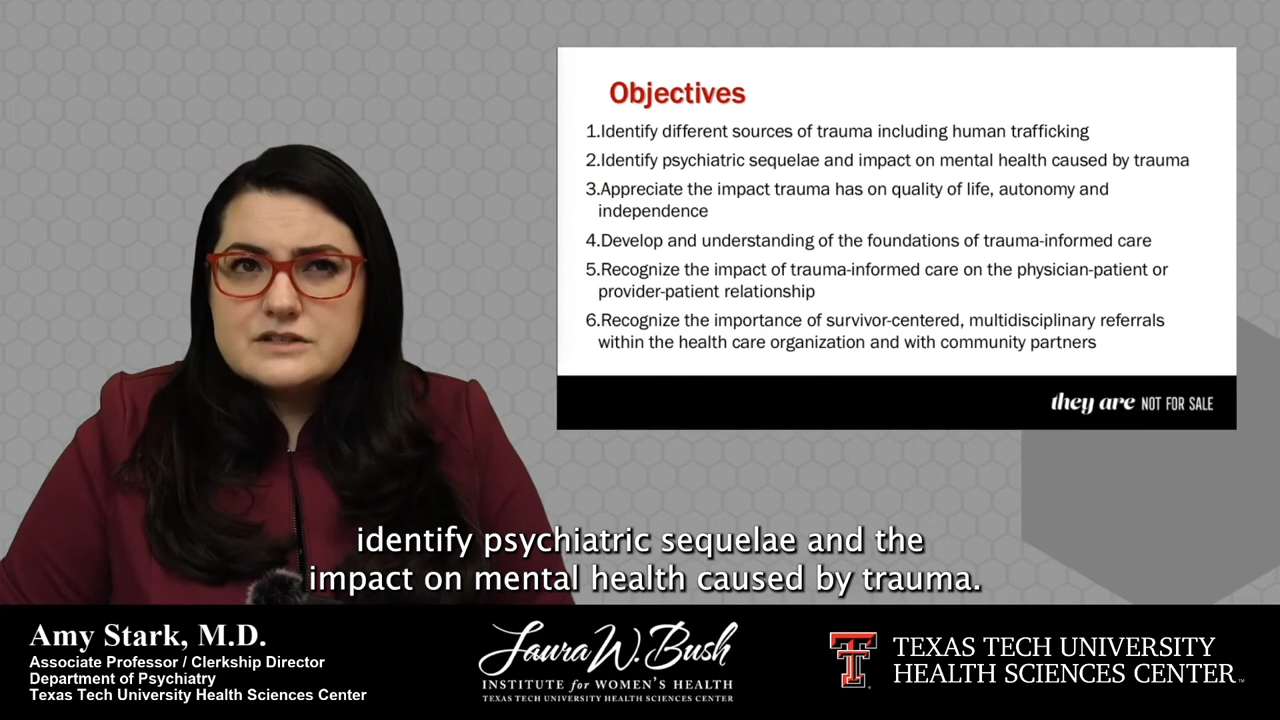 Objectives
1.Identify different sources of trauma including human trafficking
2.Identify psychiatric sequelae and impact on mental health caused by trauma
3.Appreciate the impact trauma has on quality of life, autonomy and
independence
4.Develop and understanding of the foundations of trauma-informed care
5.Recognize the impact of trauma-informed care on the physician-patient or
provider-patient relationship
6.Recognize the importance of survivor-centered, multidisciplinary referrals
within the health care organization and with community partners
they are NOT FOR SALE
identify psychiatric sequelae and the
impact on mental health caused by trauma.
Amy Stark, M.D.
Associate Professor / Clerkship Director
Department of Psychiatry
Texas Tech University Health Sciences Center
Laura W. Bush
INSTITUTE for WOMEN'S HEALTH
TEXAS TECH UNIVERSITY HEALTH SCIENCES CENTER
TEXAS TECH UNIVERSITY
HEALTH SCIENCES CENTER™